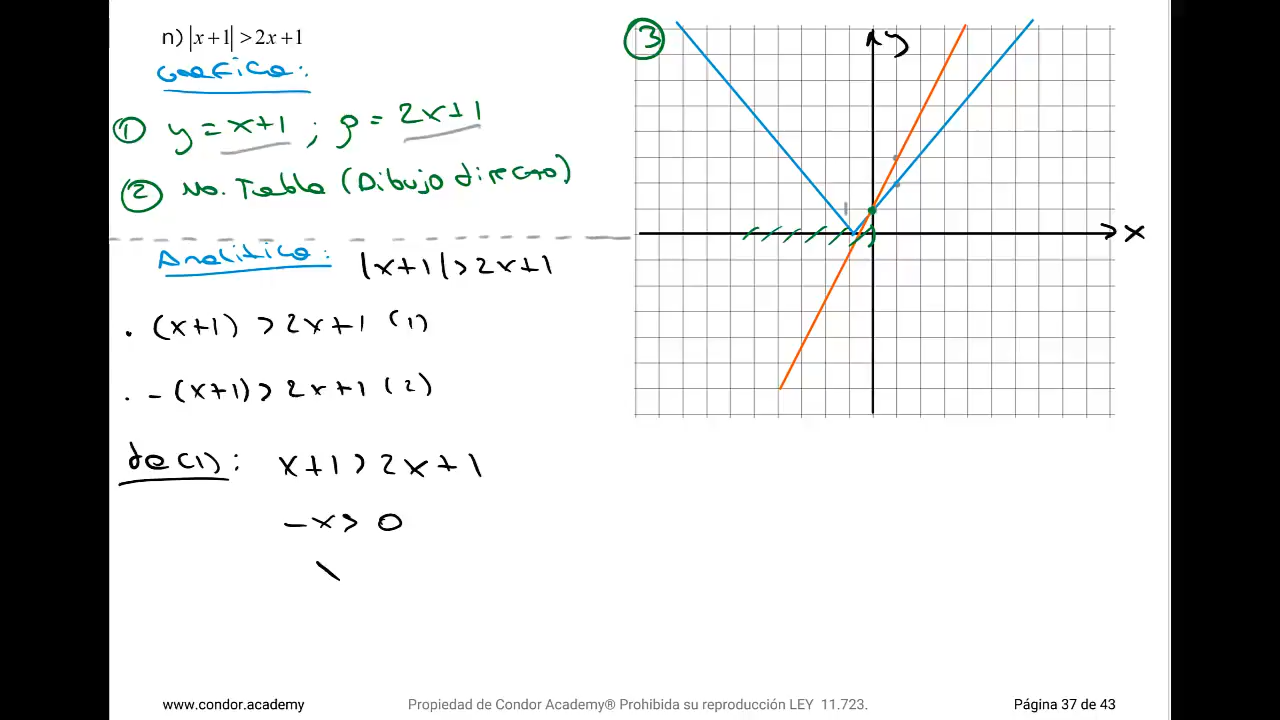 n) |x+1| > 2x+1
Grafica:
① y = x+1 ; p = 2x+1
② No. Tabla (Dibujo directo)
Analitica: |x+1| > 2x+1
. (x+1) > 2x+1 (1)
. -(x+1) > 2x+1 (2)
de (1): x+1 > 2x+1
-x > 0
③
y
x
www.condor.academy
Propiedad de Condor Academy® Prohibida su reproducción LEY 11.723.
Página 37 de 43